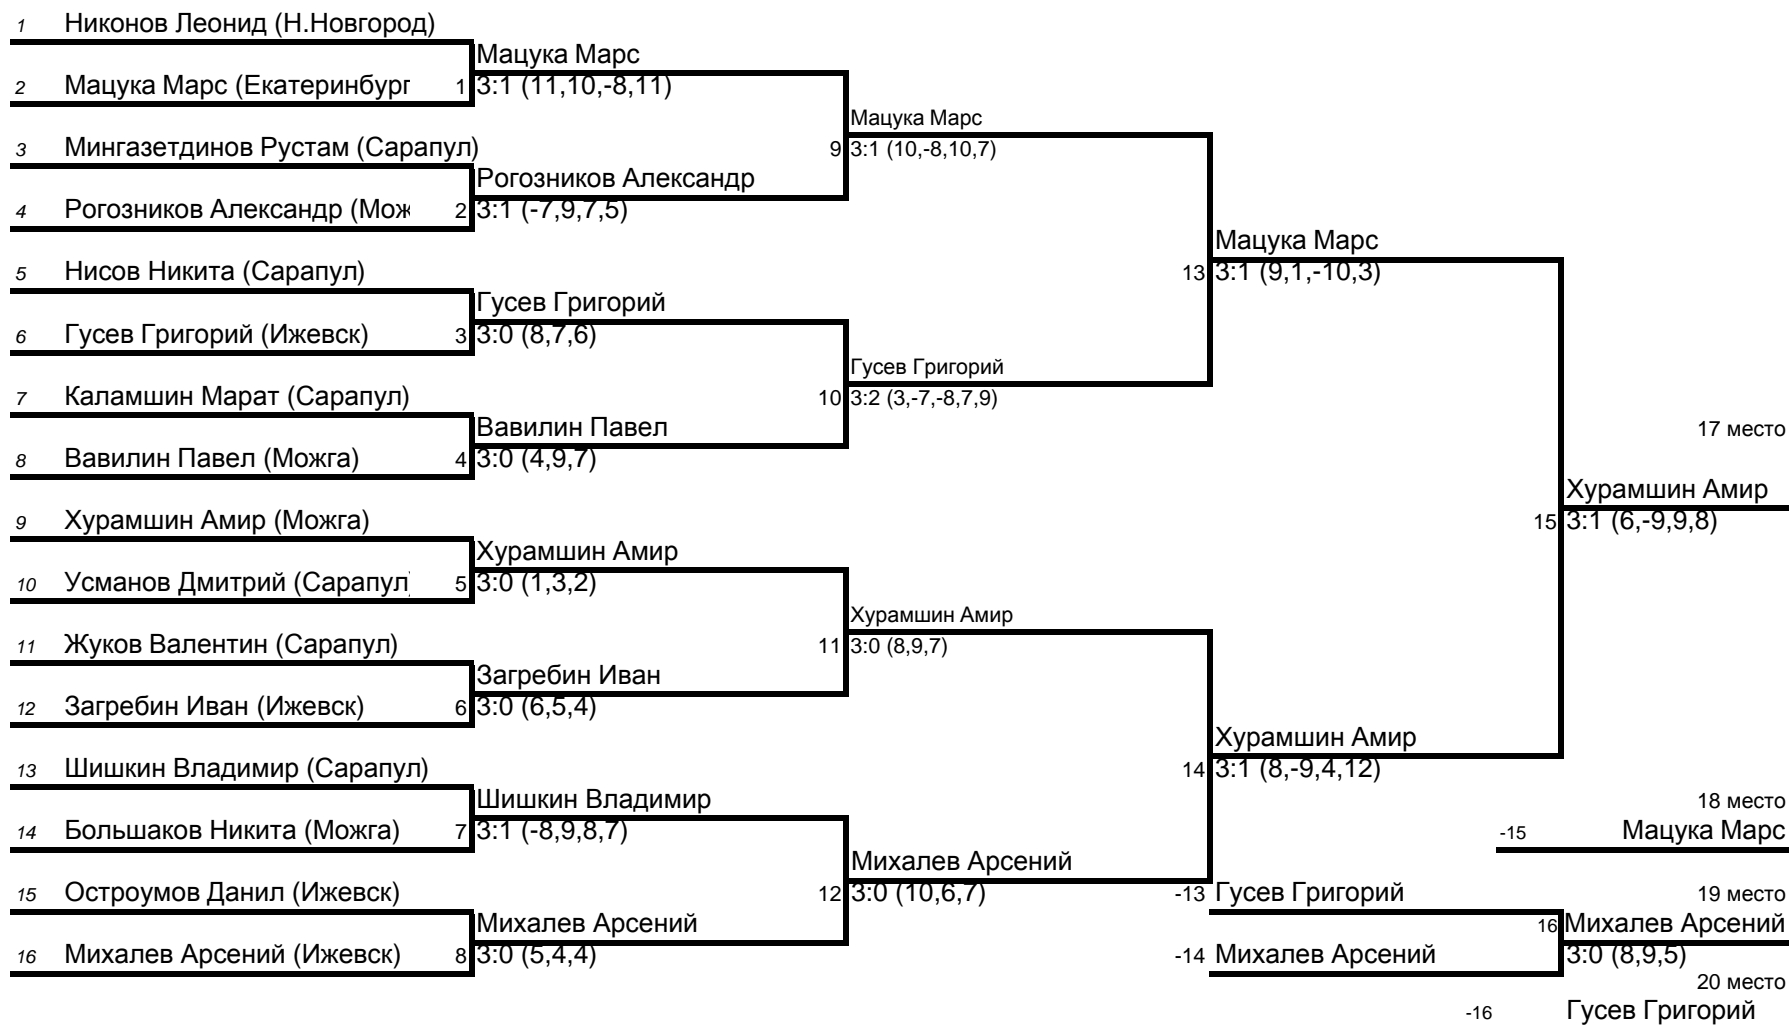 1 Никонов Леонид (Н.Новгород)
Мацука Марс
2 Мацука Марс (Екатеринбург 1 3:1 (11,10,-8,11)
Мацука Марс
3 Мингазетдинов Рустам (Сарапул) 9 3:1 (10,-8,10,7)
Рогозников Александр
4 Рогозников Александр (Мож 2 3:1 (-7,9,7,5)
Мацука Марс
5 Нисов Никита (Сарапул) 13 3:1 (9,1,-10,3)
Гусев Григорий
6 Гусев Григорий (Ижевск) 3 3:0 (8,7,6)
Гусев Григорий
7 Каламшин Марат (Сарапул) 10 3:2 (3,-7,-8,7,9)
Вавилин Павел 17 место
8 Вавилин Павел (Можга) 4 3:0 (4,9,7)
Хурамшин Амир
9 Хурамшин Амир (Можга) 15 3:1 (6,-9,9,8)
Хурамшин Амир
10 Усманов Дмитрий (Сарапул) 5 3:0 (1,3,2)
Хурамшин Амир
11 Жуков Валентин (Сарапул) 11 3:0 (8,9,7)
Загребин Иван
12 Загребин Иван (Ижевск) 6 3:0 (6,5,4)
Хурамшин Амир
13 Шишкин Владимир (Сарапул) 14 3:1 (8,-9,4,12)
Шишкин Владимир 18 место
14 Большаков Никита (Можга) 7 3:1 (-8,9,8,7) -15 Мацука Марс
Михалев Арсений
15 Остроумов Данил (Ижевск) 12 3:0 (10,6,7) -13 Гусев Григорий 19 место
Михалев Арсений 16 Михалев Арсений
16 Михалев Арсений (Ижевск) 8 3:0 (5,4,4) -14 Михалев Арсений 3:0 (8,9,5)
20 место
-16 Гусев Григорий